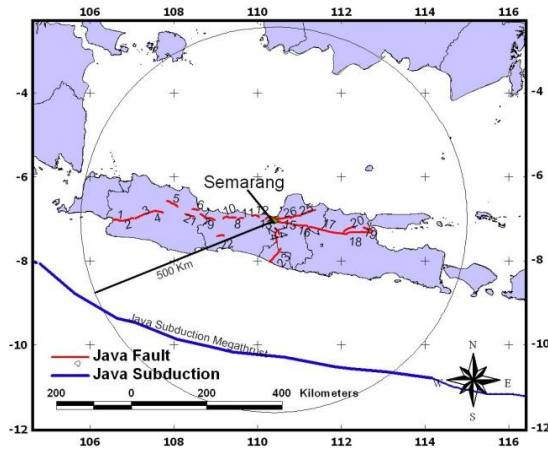 106 108 110 112 114 116
-4 -4
-6 -6
Semarang
5
6
10
11
26 25
1 3
2 4
7
9 8
15
16
17
20
19
18
22
23
-8 -8
500 Km
Java Subduction Megathrust
-10 -10
N
W E
S
Java Fault
Java Subduction
200 0 200 400 Kilometers
-12 -12
106 108 110 112 114 116